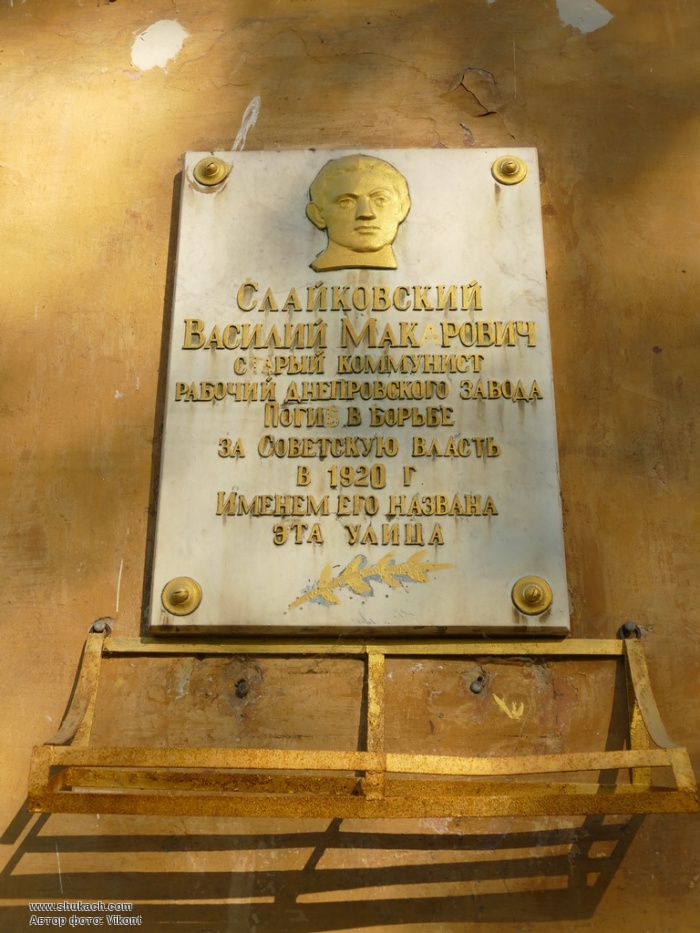 Слайковский
Василий Макарович
старый коммунист
рабочий Днепровского завода
Погиб в борьбе
за Советскую власть
в 1920 г
Именем его названа
эта улица
www.shukach.com
Автор фото: Vikont